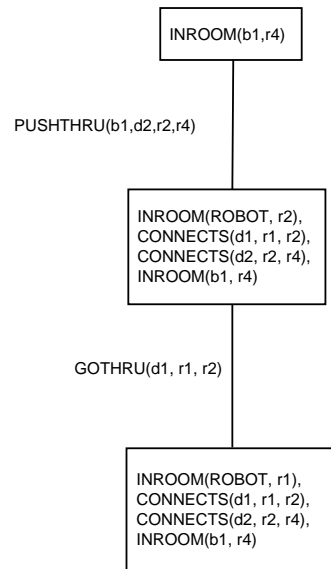 INROOM(b1,r4)
PUSHTHRU(b1,d2,r2,r4)
INROOM(ROBOT, r2),
CONNECTS(d1, r1, r2),
CONNECTS(d2, r2, r4),
INROOM(b1, r4)
GOTHRU(d1, r1, r2)
INROOM(ROBOT, r1),
CONNECTS(d1, r1, r2),
CONNECTS(d2, r2, r4),
INROOM(b1, r4)